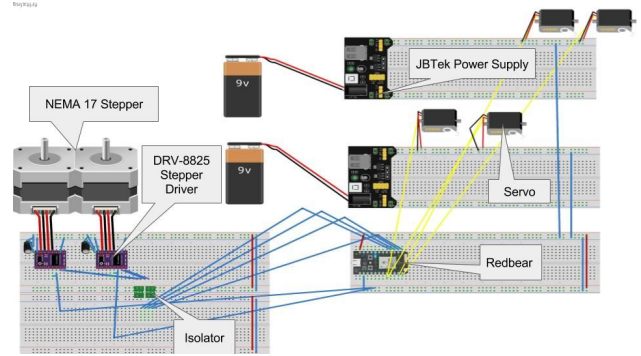 JBTek Power Supply
9v
NEMA 17 Stepper
DRV-8825
Stepper
Driver
9v
Servo
Redbear
Isolator